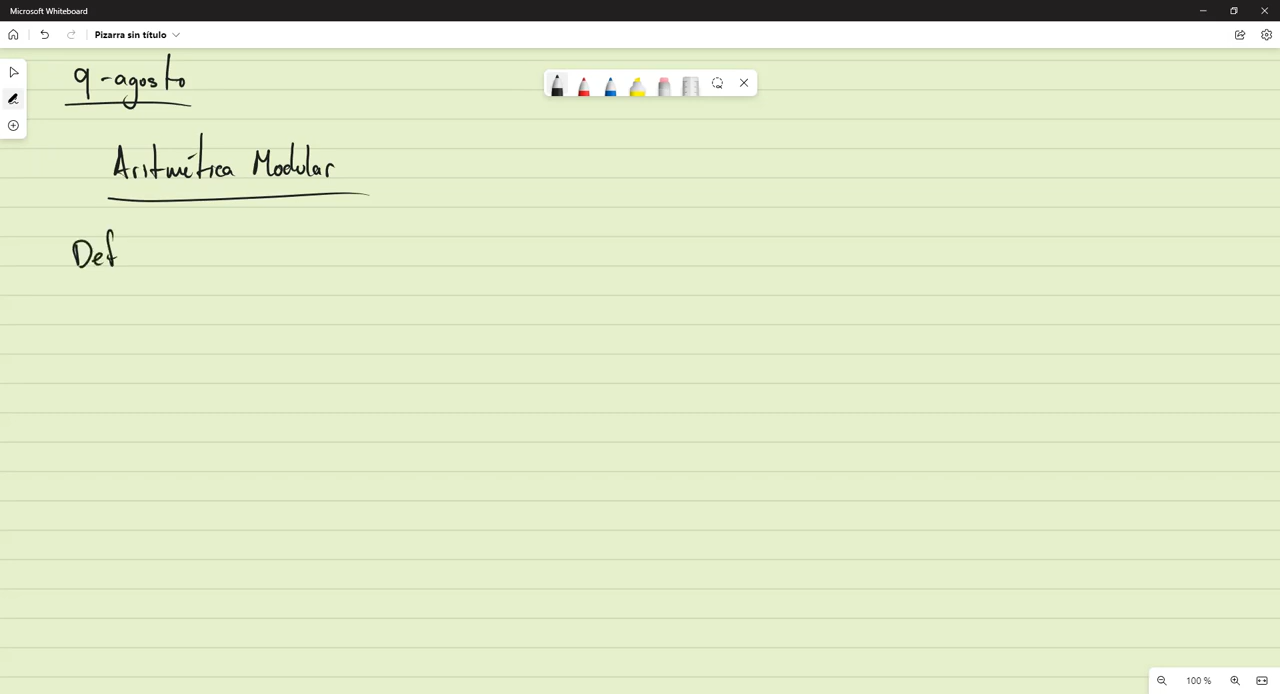 Microsoft Whiteboard
Pizarra sin título
9-agosto
Aritmética Modular
Def
100 %